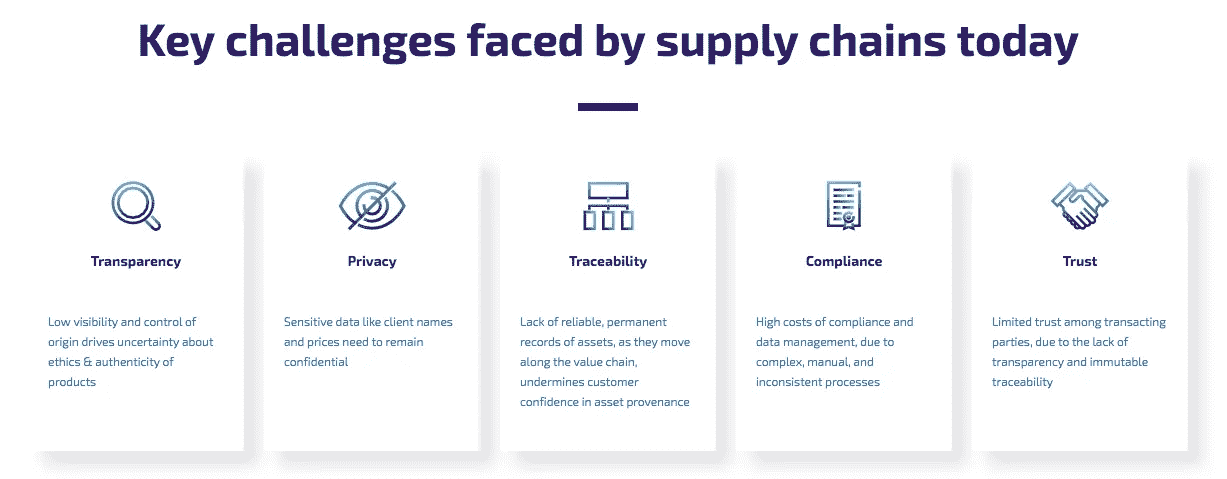 Key challenges faced by supply chains today
Transparency
Low visibility and control of
origin drives uncertainty about
ethics & authenticity of
products
Privacy
Sensitive data like client names
and prices need to remain
confidential
Traceability
Lack of reliable, permanent
records of assets, as they move
along the value chain,
undermines customer
confidence in asset provenance
Compliance
High costs of compliance and
data management, due to
complex, manual, and
inconsistent processes
Trust
Limited trust among transacting
parties, due to the lack of
transparency and immutable
traceability